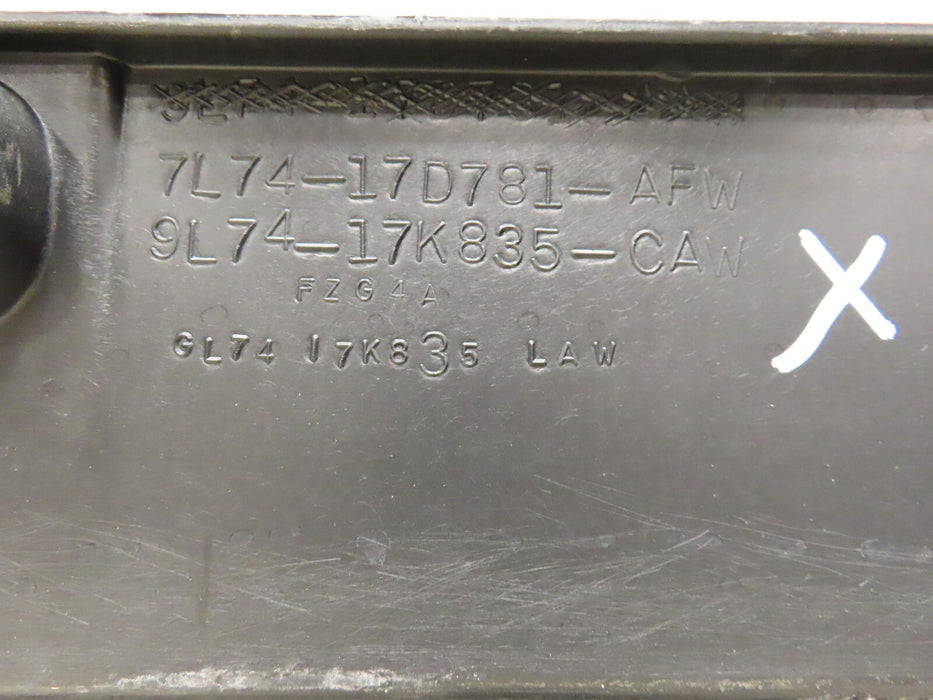 7L74-17D781-AFW
9L74-17K835-CAW
FZG4A
GL74 17K835 LAW
X